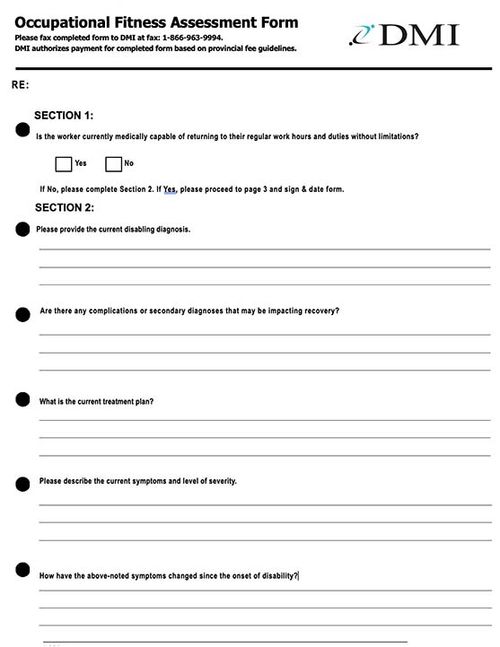 Occupational Fitness Assessment Form
Please fax completed form to DMI at fax: 1-866-963-9994.
DMI authorizes payment for completed form based on provincial fee guidelines.
DMI
RE:
SECTION 1:
Is the worker currently medically capable of returning to their regular work hours and duties without limitations?
Yes No
If No, please complete Section 2. If Yes, please proceed to page 3 and sign & date form.
SECTION 2:
Please provide the current disabling diagnosis.
Are there any complications or secondary diagnoses that may be impacting recovery?
What is the current treatment plan?
Please describe the current symptoms and level of severity.
How have the above-noted symptoms changed since the onset of disability?